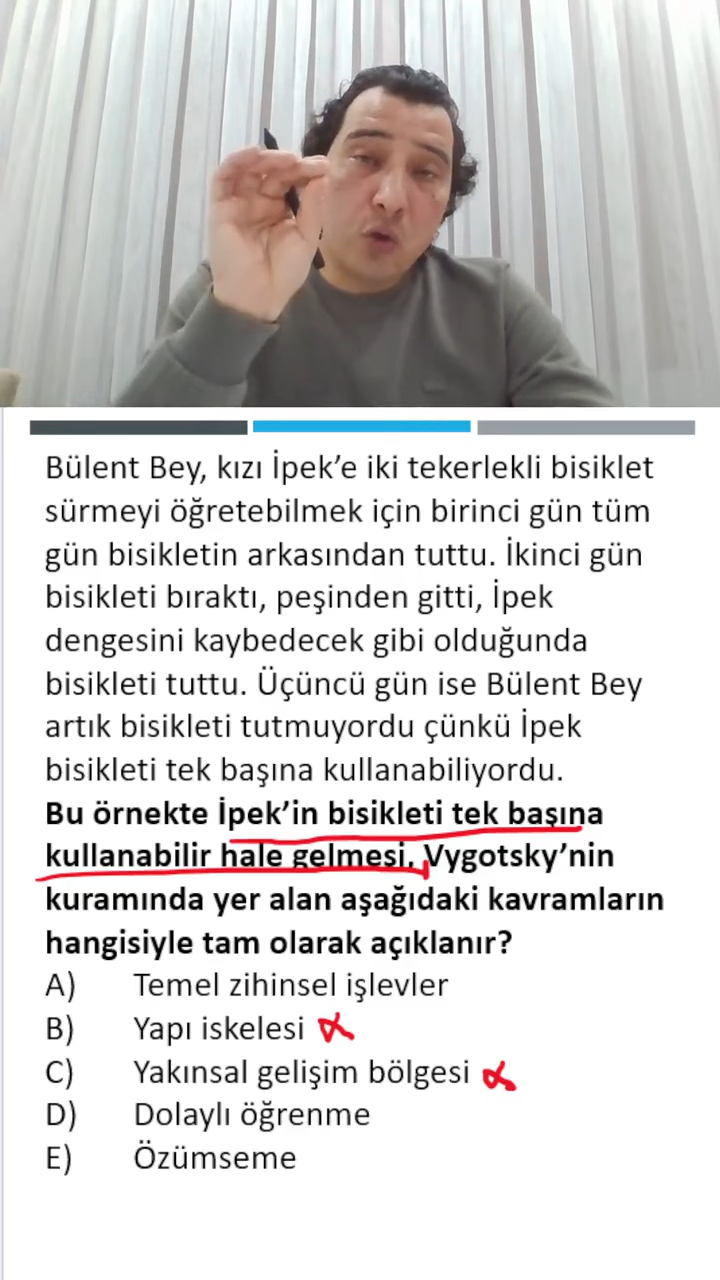 Bülent Bey, kızı İpek’e iki tekerlekli bisiklet
sürmeyi öğretebilmek için birinci gün tüm
gün bisikletin arkasından tuttu. İkinci gün
bisikleti bıraktı, peşinden gitti, İpek
dengesini kaybedecek gibi olduğunda
bisikleti tuttu. Üçüncü gün ise Bülent Bey
artık bisikleti tutmuyordu çünkü İpek
bisikleti tek başına kullanabiliyordu.
Bu örnekte İpek’in bisikleti tek başına
kullanabilir hale gelmesi, Vygotsky’nin
kuramında yer alan aşağıdaki kavramların
hangisiyle tam olarak açıklanır?
A) Temel zihinsel işlevler
B) Yapı iskelesi
C) Yakınsal gelişim bölgesi
D) Dolaylı öğrenme
E) Özümseme